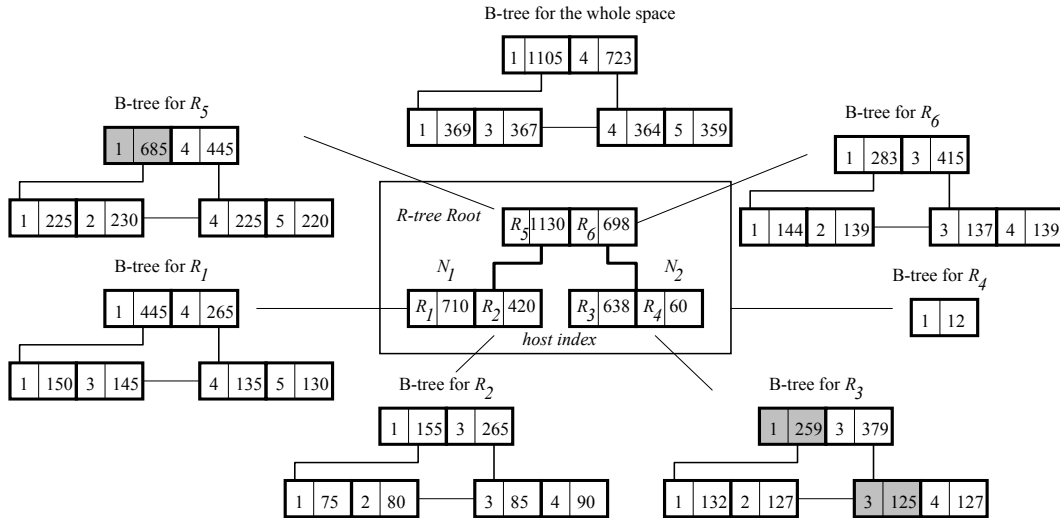 B-tree for the whole space
1 1105 4 723
1 369 3 367 4 364 5 359
B-tree for R5
1 685 4 445
1 225 2 230 4 225 5 220
B-tree for R6
1 283 3 415
1 144 2 139 3 137 4 139
R-tree Root
R5 1130 R6 698
N1 N2
R1 710 R2 420 R3 638 R4 60
host index
B-tree for R1
1 445 4 265
1 150 3 145 4 135 5 130
B-tree for R4
1 12
B-tree for R2
1 155 3 265
1 75 2 80 3 85 4 90
B-tree for R3
1 259 3 379
1 132 2 127 3 125 4 127